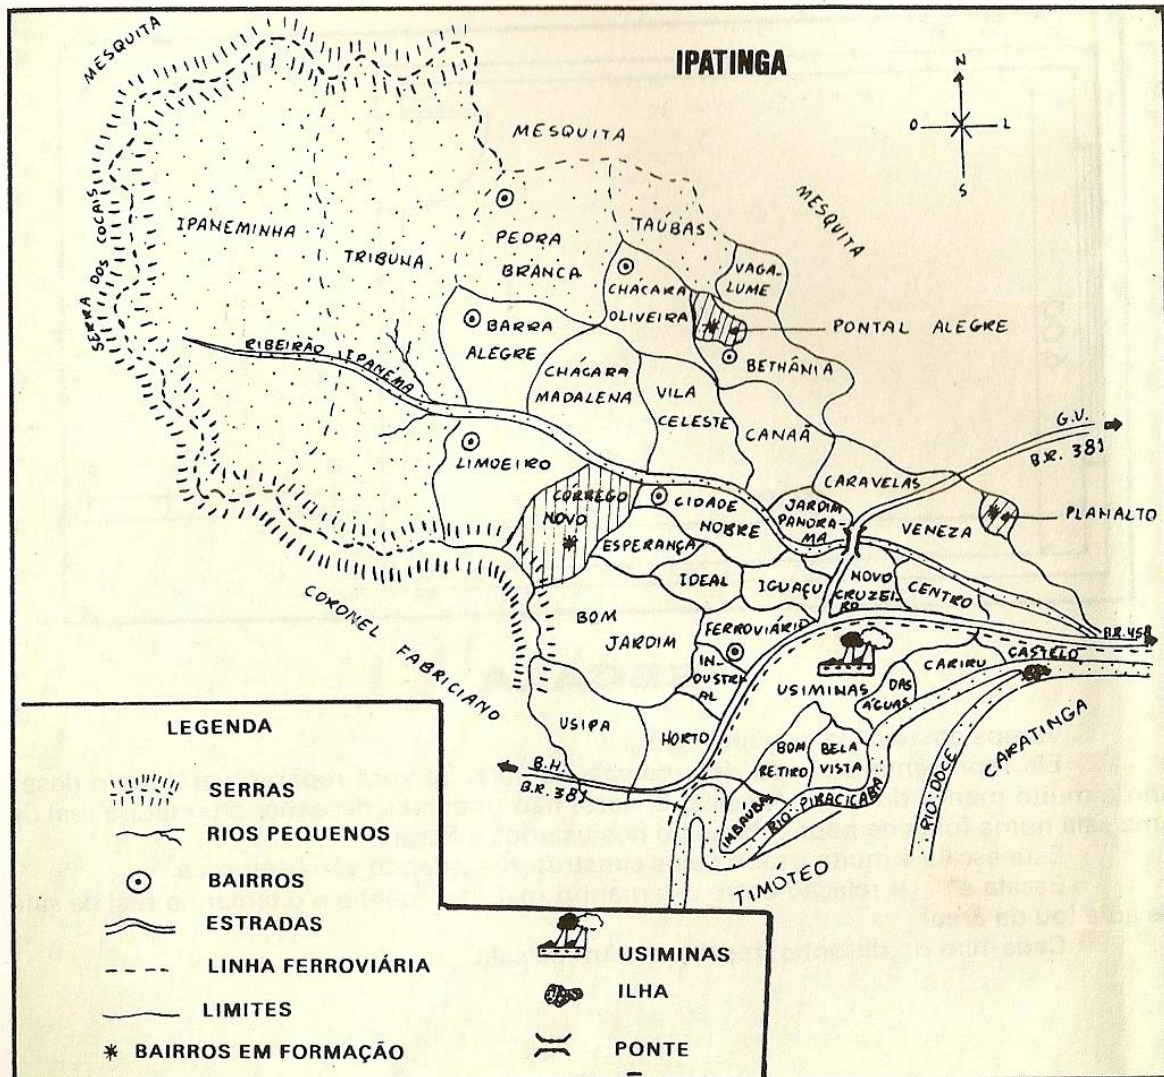 IPATINGA
N
O
L
S
MESQUITA
MESQUITA
MESQUITA
SERRA DOS COCAIS
IPANEMINHA
TRIBUNA
PEDRA
BRANCA
TAÚBAS
VAGA-
LUME
CHÁCARA
OLIVEIRA
PONTAL ALEGRE
BARRA
ALEGRE
BETHÂNIA
RIBEIRÃO IPANEMA
CHÁCARA
MADALENA
VILA
CELESTE
CANAÃ
G.V.
B.R. 381
LIMOEIRO
CARAVELAS
CÓRREGO
NOVO
CIDADE
NOBRE
JARDIM
PANORA-
MA
VENEZA
PLANALTO
ESPERANÇA
IDEAL
IGUAÇU
NOVO
CRUZEI-
RO
CENTRO
CORONEL
FABRICIANO
BOM
JARDIM
FERROVIÁRIO
IN-
DUSTRI-
AL
B.R. 458
CASTELO
CARIRU
USIMINAS
DAS
ÁGUAS
USIPA
HORTO
BOM
RETIRO
BELA
VISTA
B.H.
B.R. 381
IMBAÚBAS
RIO PIRACICABA
RIO DOCE
CARATINGA
TIMÓTEO
LEGENDA
SERRAS
RIOS PEQUENOS
BAIRROS
ESTRADAS
LINHA FERROVIÁRIA
LIMITES
BAIRROS EM FORMAÇÃO
USIMINAS
ILHA
PONTE